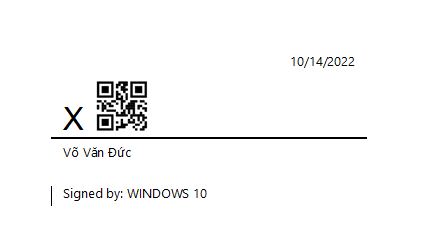 10/14/2022
X
Võ Văn Đức
Signed by: WINDOWS 10